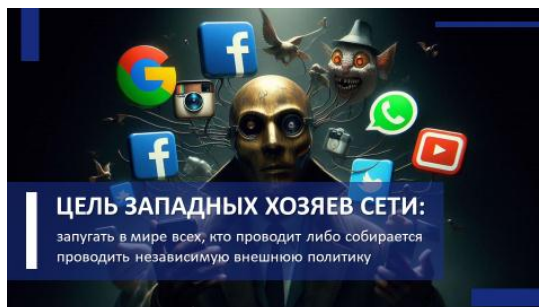 ЦЕЛЬ ЗАПАДНЫХ ХОЗЯЕВ СЕТИ:
запугать в мире всех, кто проводит либо собирается
проводить независимую внешнюю политику